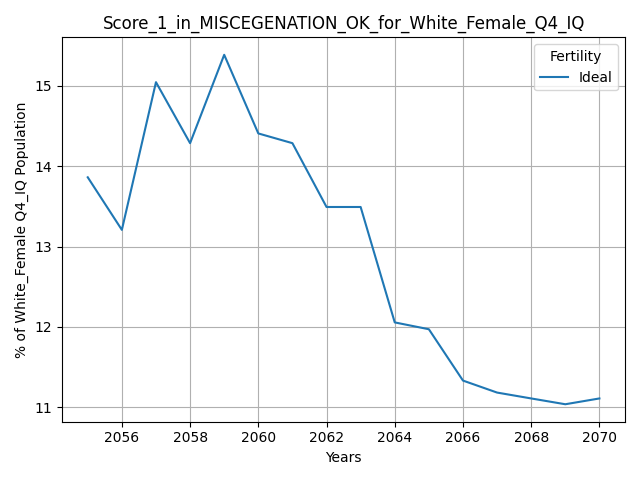 Score_1_in_MISCEGENATION_OK_for_White_Female_Q4_IQ
Fertility
Ideal
% of White_Female Q4_IQ Population
15
14
13
12
11
2056 2058 2060 2062 2064 2066 2068 2070
Years